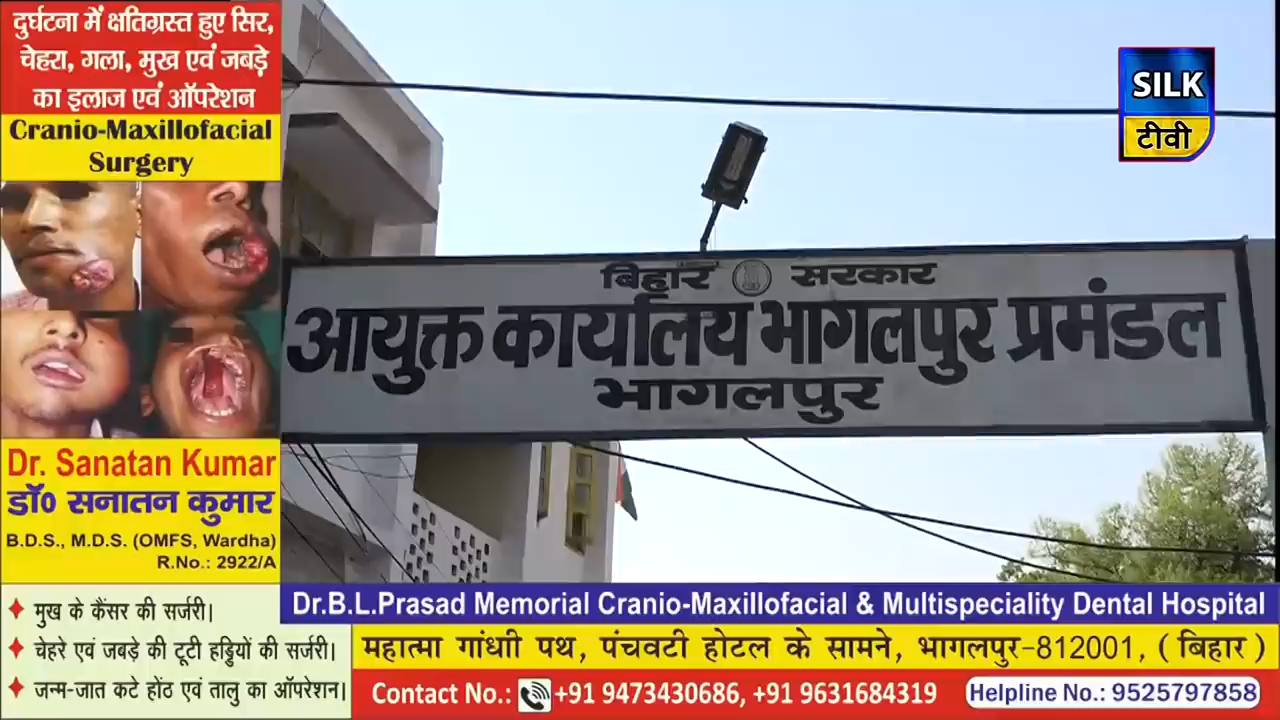 दुर्घटना में क्षतिग्रस्त हुए सिर,
चेहरा, गला, मुख एवं जबड़े
का इलाज एवं ऑपरेशन
Cranio-Maxillofacial
Surgery
SILK
टीवी
बिहार सरकार
आयुक्त कार्यालय भागलपुर प्रमंडल
भागलपुर
Dr. Sanatan Kumar
डॉ० सनातन कुमार
B.D.S., M.D.S. (OMFS, Wardha)
R.No.: 2922/A
♦ मुख के कैंसर की सर्जरी।
♦ चेहरे एवं जबड़े की टूटी हड्डियों की सर्जरी।
♦ जन्म-जात कटे होंठ एवं तालु का ऑपरेशन।
Dr.B.L.Prasad Memorial Cranio-Maxillofacial & Multispeciality Dental Hospital
महात्मा गांधाी पथ, पंचवटी होटल के सामने, भागलपुर-812001, ( बिहार )
Contact No.: +91 9473430686, +91 9631684319
Helpline No.: 9525797858